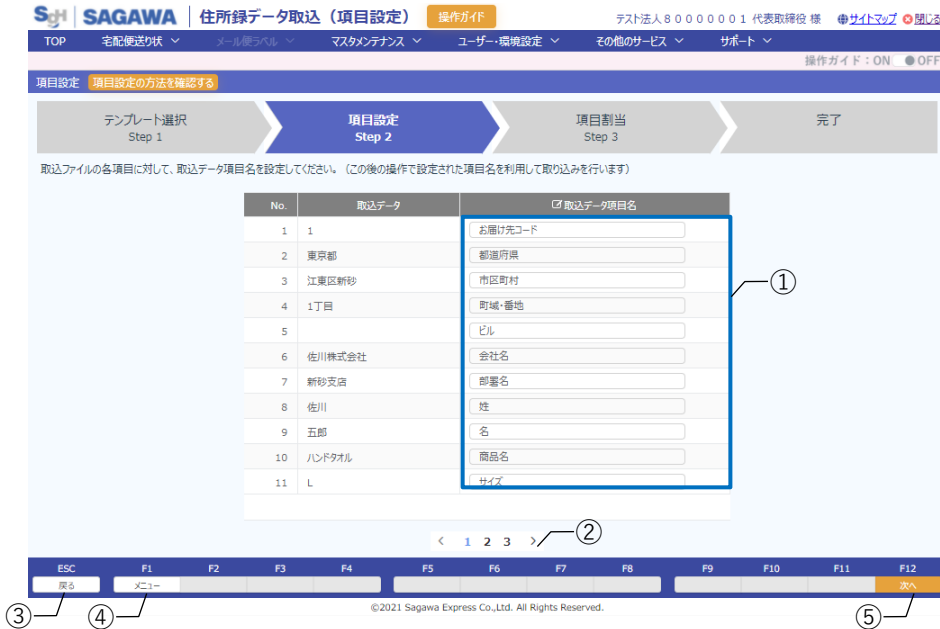 SGH SAGAWA 住所録データ取込（項目設定） 操作ガイド テスト法人８０００００００１ 代表取締役 様 サイトマップ 閉じる
TOP 宅配便送り状 メール便ラベル マスタメンテナンス ユーザー・環境設定 その他のサービス サポート
操作ガイド：ON OFF
項目設定 項目設定の方法を確認する
テンプレート選択 項目設定 項目割当 完了
Step 1 Step 2 Step 3
取込ファイルの各項目に対して、取込データ項目名を設定してください。（この後の操作で設定された項目名を利用して取り込みを行います）
No. 取込データ 取込データ項目名
1 1 お届け先コード
2 東京都 都道府県
3 江東区新砂 市区町村
①
4 1丁目 町域・番地
5 ビル
6 佐川株式会社 会社名
7 新砂支店 部署名
8 佐川 姓
9 五郎 名
10 ハンドタオル 商品名
11 L サイズ
< 1 2 3 > ②
ESC F1 F2 F3 F4 F5 F6 F7 F8 F9 F10 F11 F12
戻る メニュー 次へ
©2021 Sagawa Express Co.,Ltd. All Rights Reserved.
③ ④ ⑤